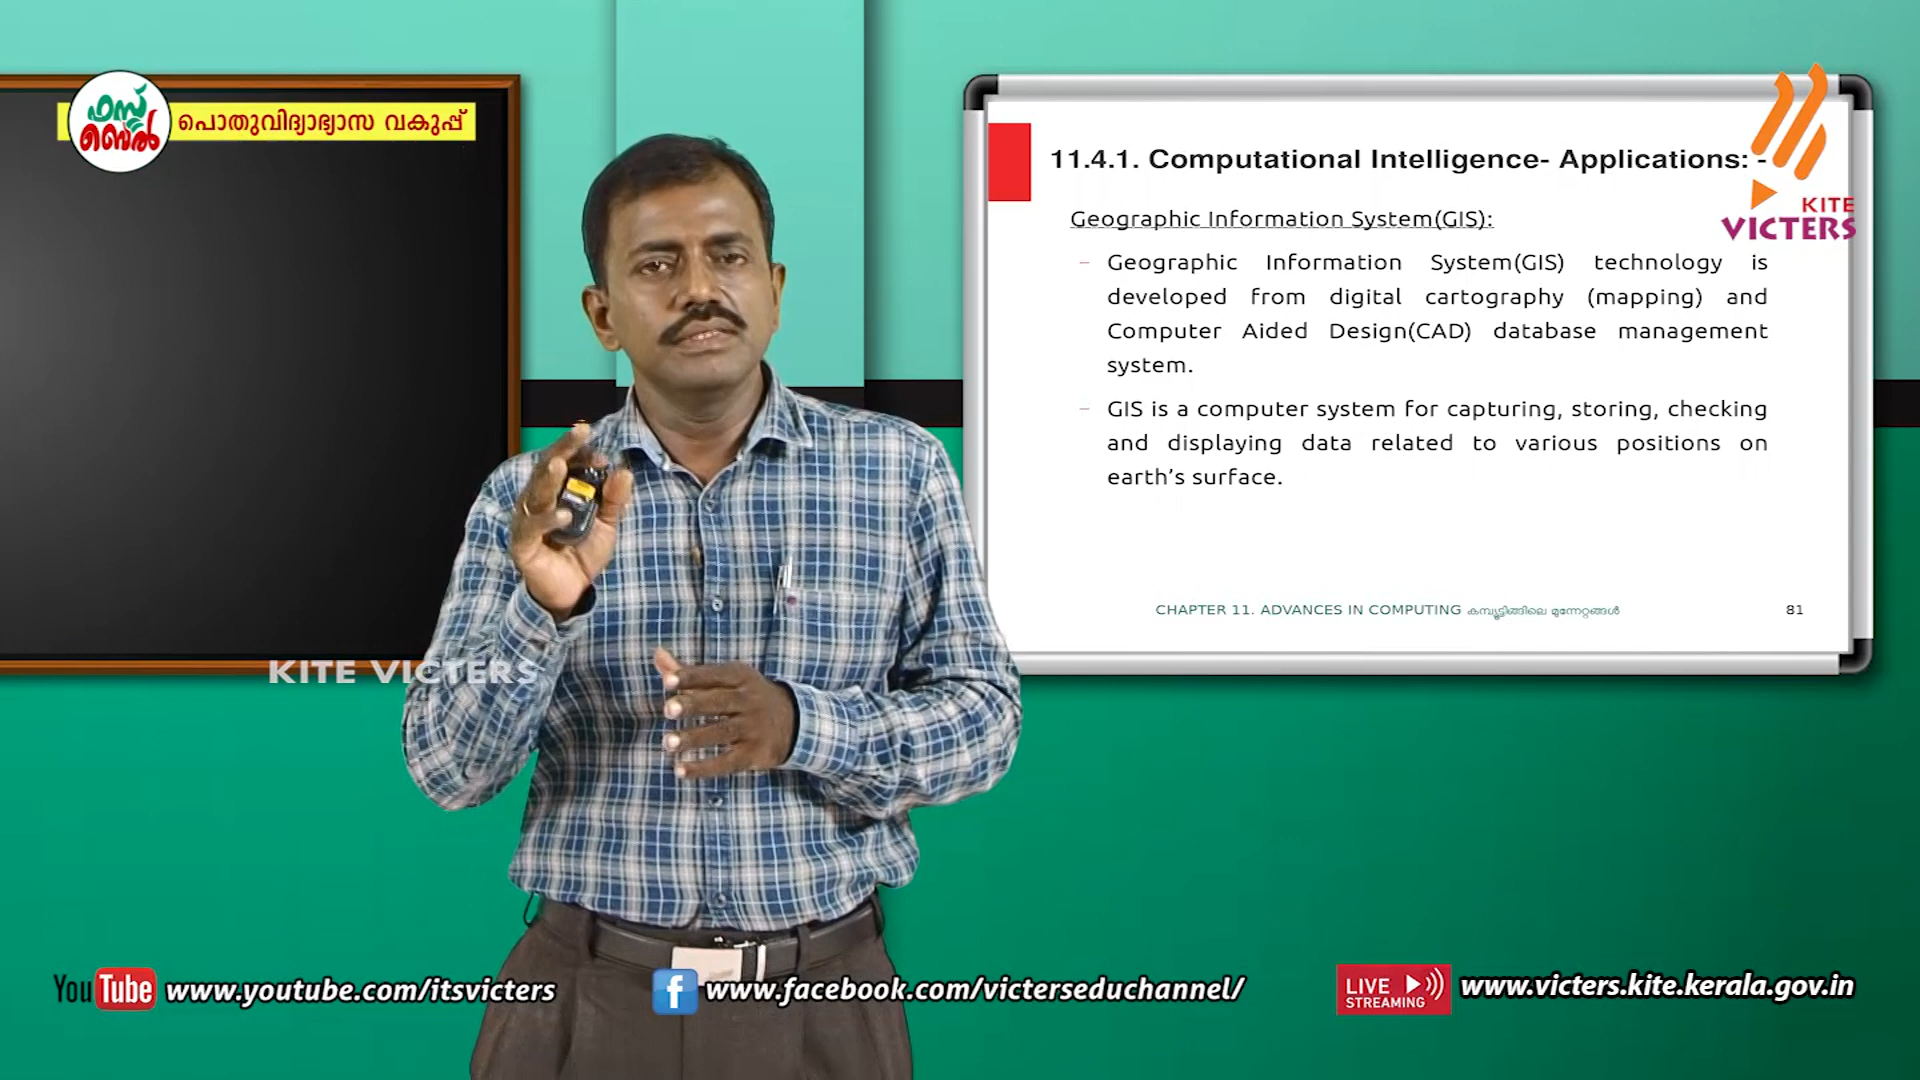 ഫസ്റ്റ്
ബെൽ
പൊതുവിദ്യാഭ്യാസ വകുപ്പ്
11.4.1. Computational Intelligence- Applications: -
KITE
VICTERS
Geographic Information System(GIS):
– Geographic Information System(GIS) technology is
developed from digital cartography (mapping) and
Computer Aided Design(CAD) database management
system.
– GIS is a computer system for capturing, storing, checking
and displaying data related to various positions on
earth’s surface.
CHAPTER 11. ADVANCES IN COMPUTING കമ്പ്യൂട്ടിങ്ങിലെ മുന്നേറ്റങ്ങൾ 81
KITE VICTERS
YouTube www.youtube.com/itsvicters
f www.facebook.com/victerseduchannel/
LIVE
STREAMING
www.victers.kite.kerala.gov.in